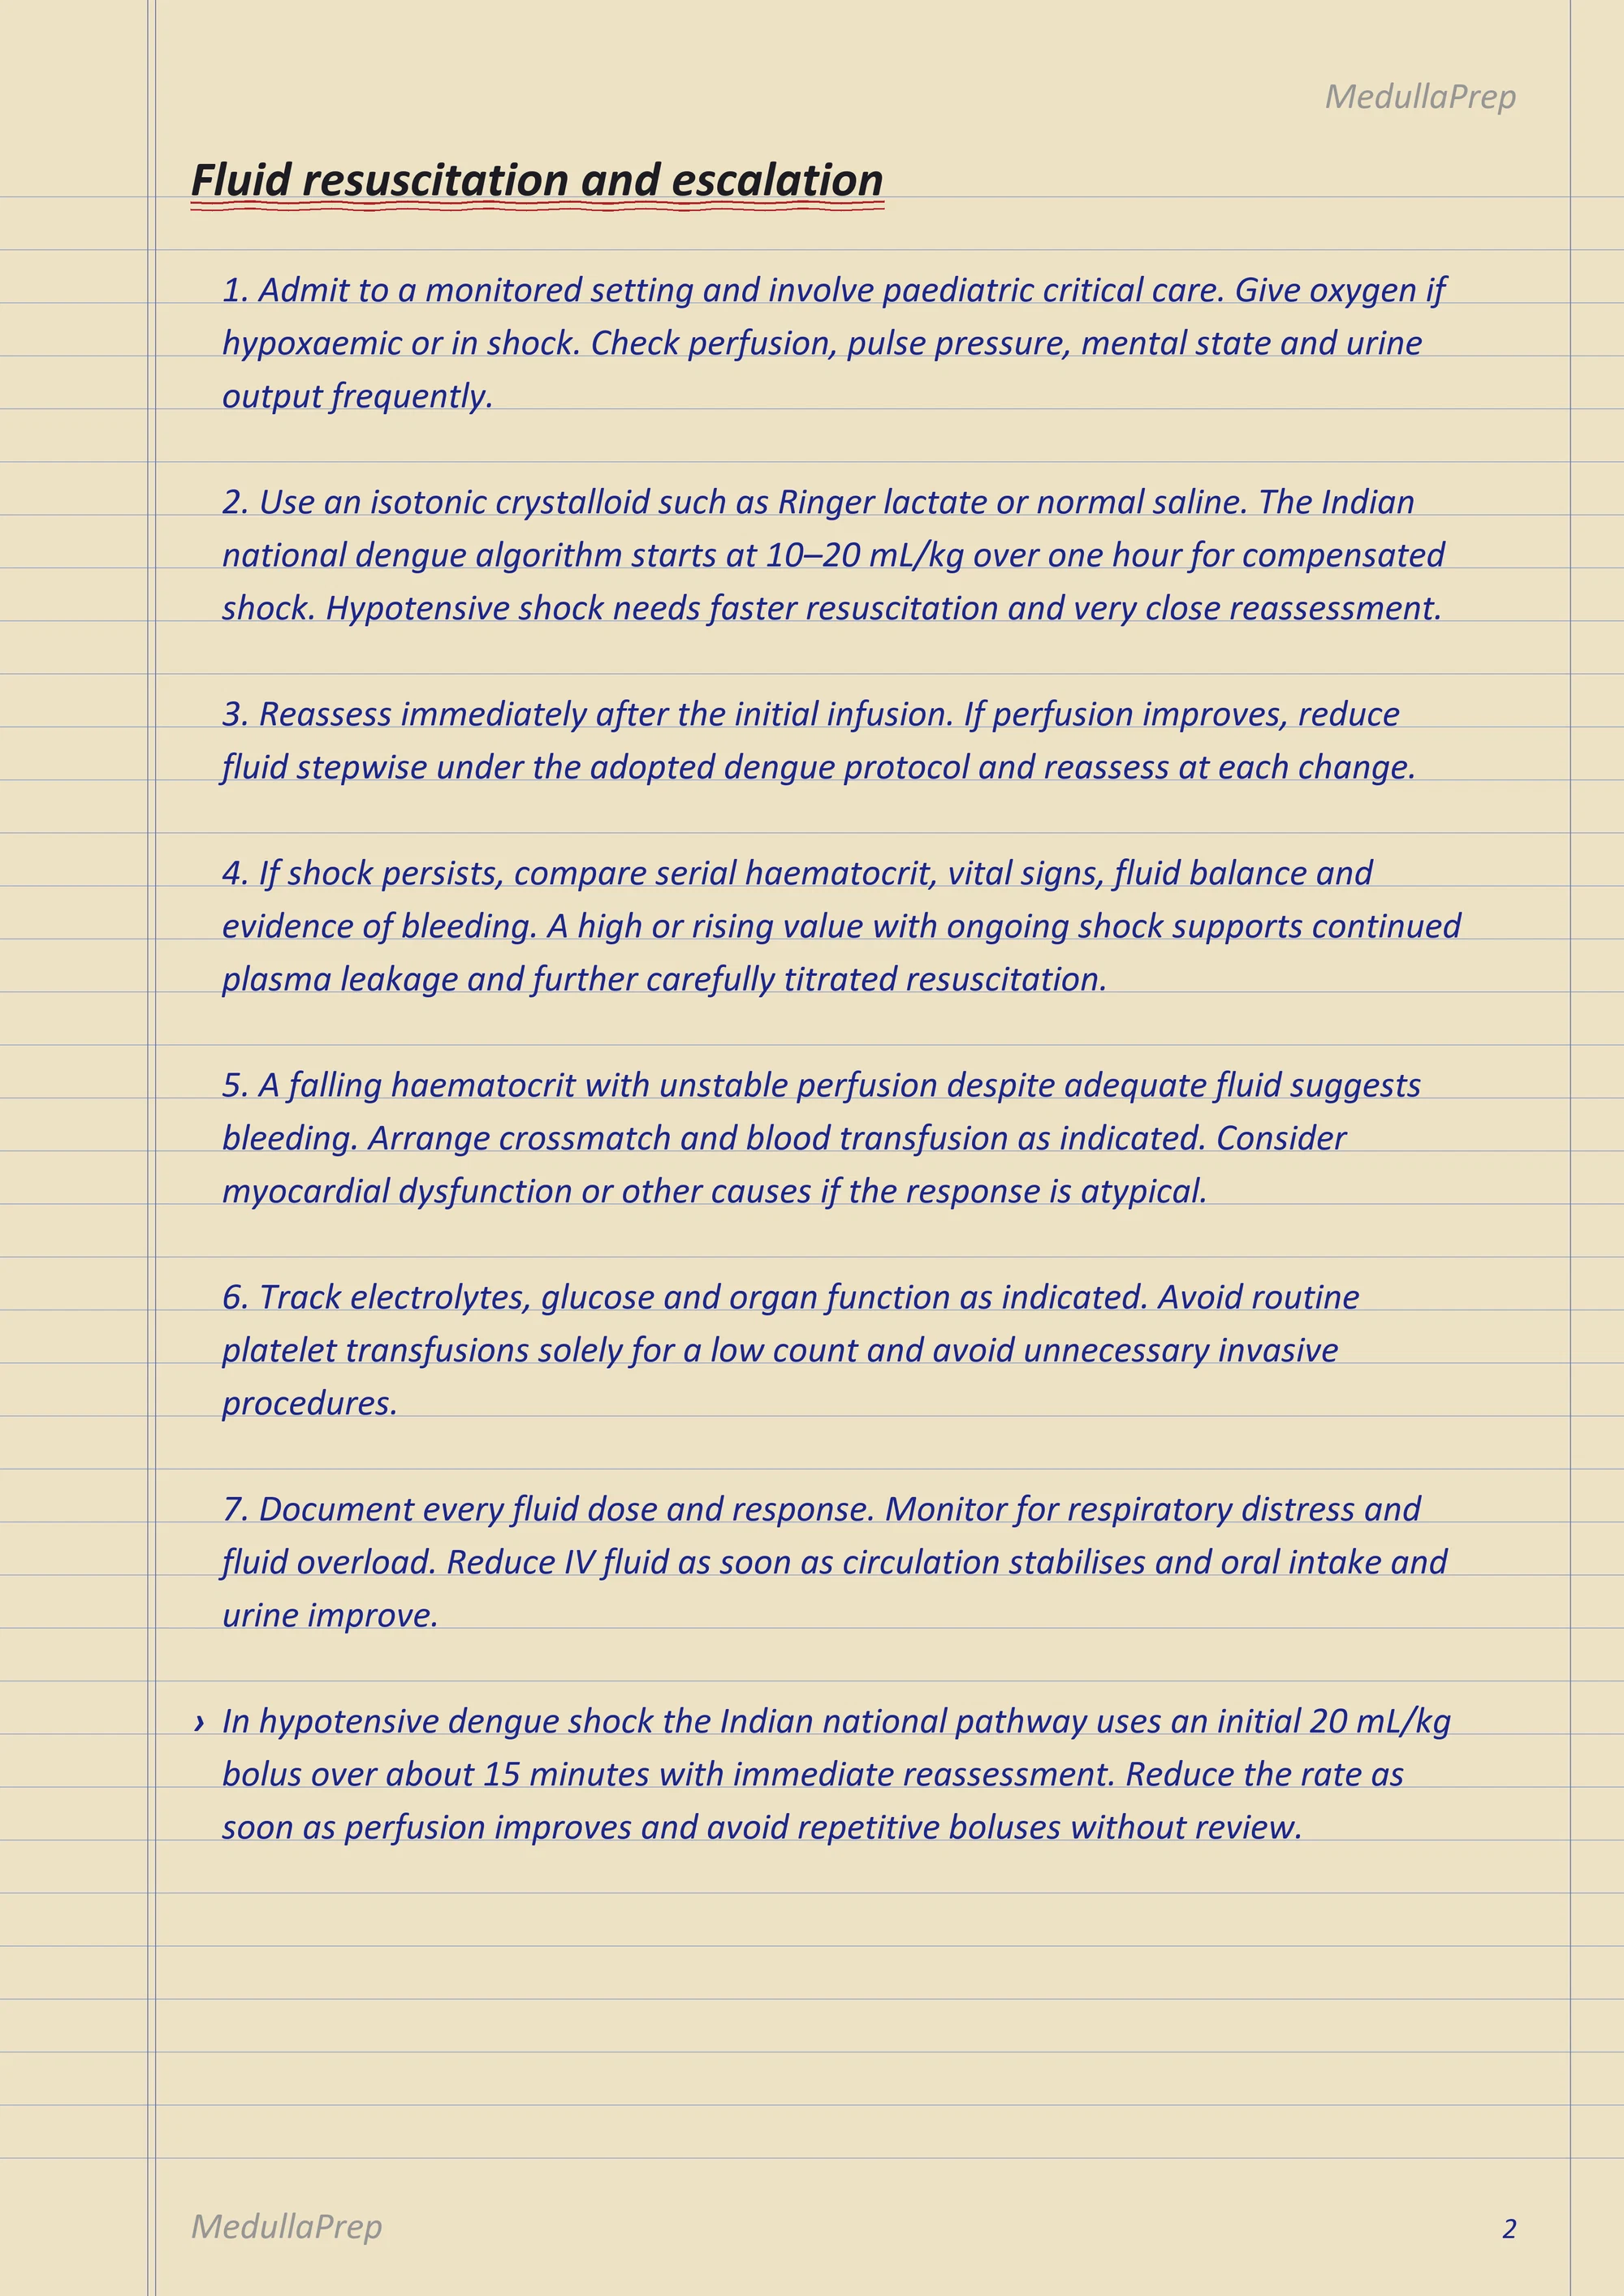 MedullaPrep
Fluid resuscitation and escalation
1. Admit to a monitored setting and involve paediatric critical care. Give oxygen if
hypoxaemic or in shock. Check perfusion, pulse pressure, mental state and urine
output frequently.
2. Use an isotonic crystalloid such as Ringer lactate or normal saline. The Indian
national dengue algorithm starts at 10–20 mL/kg over one hour for compensated
shock. Hypotensive shock needs faster resuscitation and very close reassessment.
3. Reassess immediately after the initial infusion. If perfusion improves, reduce
fluid stepwise under the adopted dengue protocol and reassess at each change.
4. If shock persists, compare serial haematocrit, vital signs, fluid balance and
evidence of bleeding. A high or rising value with ongoing shock supports continued
plasma leakage and further carefully titrated resuscitation.
5. A falling haematocrit with unstable perfusion despite adequate fluid suggests
bleeding. Arrange crossmatch and blood transfusion as indicated. Consider
myocardial dysfunction or other causes if the response is atypical.
6. Track electrolytes, glucose and organ function as indicated. Avoid routine
platelet transfusions solely for a low count and avoid unnecessary invasive
procedures.
7. Document every fluid dose and response. Monitor for respiratory distress and
fluid overload. Reduce IV fluid as soon as circulation stabilises and oral intake and
urine improve.
› In hypotensive dengue shock the Indian national pathway uses an initial 20 mL/kg
bolus over about 15 minutes with immediate reassessment. Reduce the rate as
soon as perfusion improves and avoid repetitive boluses without review.
MedullaPrep
2